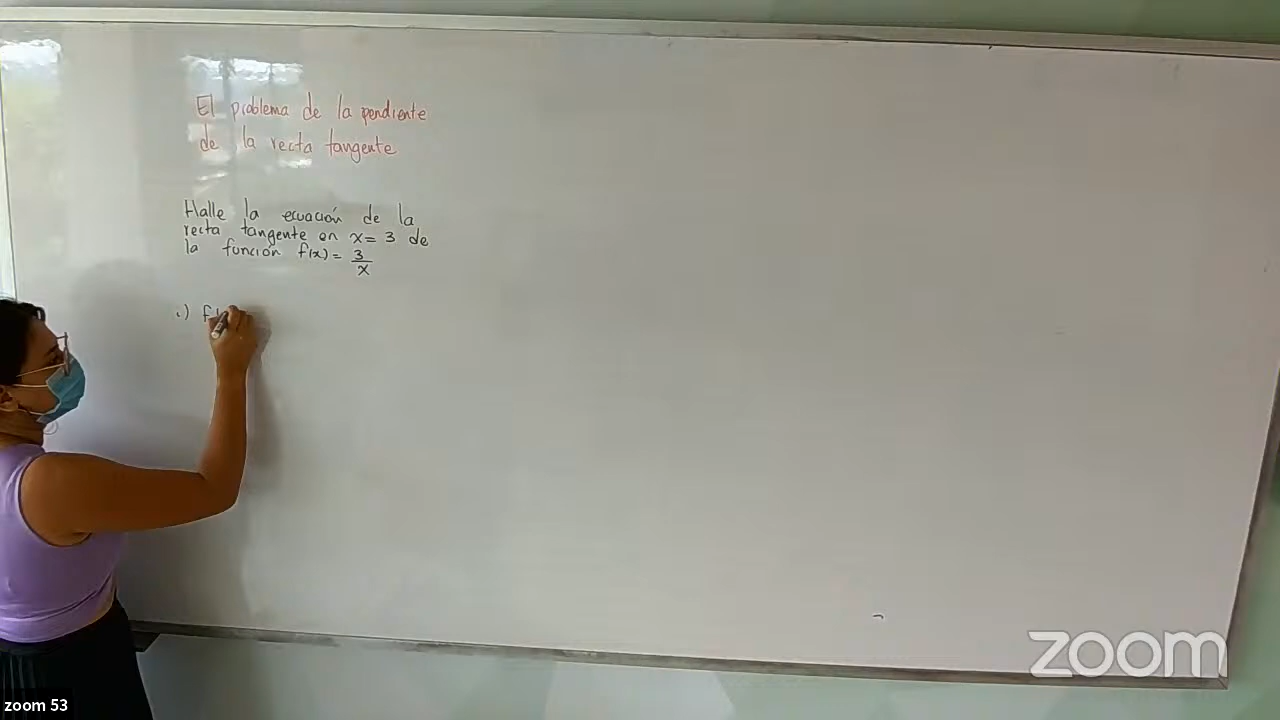 El problema de la pendiente
de la recta tangente
Halle la ecuación de la
recta tangente en x = 3 de
la función f(x) = 3/x
.) f(
zoom
zoom 53